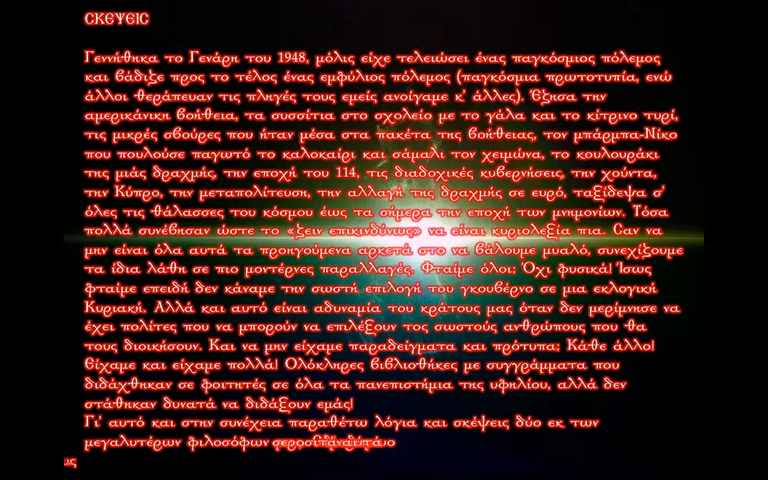 ΣΚΕΨΕΙΣ
Γεννήθηκα το Γενάρη του 1948, μόλις είχε τελειώσει ένας παγκόσμιος πόλεμος
και βάδιζε προς το τέλος ένας εμφύλιος πόλεμος (παγκόσμια πρωτοτυπία, ενώ
άλλοι θεράπευαν τις πληγές τους εμείς ανοίγαμε κ' άλλες). Έζησα την
αμερικάνικη βοήθεια, τα συσσίτια στο σχολείο με το γάλα και το κίτρινο τυρί,
τις μικρές σβούρες που ήταν μέσα στα πακέτα της βοήθειας, τον μπάρμπα-Νίκο
που πουλούσε παγωτό το καλοκαίρι και σάμαλι τον χειμώνα, το κουλουράκι
της μιάς δραχμής, την εποχή του 114, τις διαδοχικές κυβερνήσεις, την χούντα,
την Κύπρο, την μεταπολίτευση, την αλλαγή της δραχμής σε ευρό, ταξίδεψα σ'
όλες τις θάλασσες του κόσμου έως τα σήμερα την εποχή των μνημονίων. Τόσα
πολλά συνέβησαν ώστε το «ζειν επικινδύνως» να είναι κυριολεξία πια. Σαν να
μην είναι όλα αυτά τα προηγούμενα αρκετά στο να βάλουμε μυαλό, συνεχίζουμε
τα ίδια λάθη σε πιο μοντέρνες παραλλαγές. Φταίμε όλοι; Όχι φυσικά! Ίσως
φταίμε επειδή δεν κάναμε την σωστή επιλογή του γκουβέρνο σε μια εκλογική
Κυριακή. Αλλά και αυτό είναι αδυναμία του κράτους μας όταν δεν μερίμνησε να
έχει πολίτες που να μπορούν να επιλέξουν τος σωστούς ανθρώπους που θα
τους διοικήσουν. Και να μην είχαμε παραδείγματα και πρότυπα; Κάθε άλλο!
Είχαμε και είχαμε πολλά! Ολόκληρες βιβλιοθήκες με συγγράμματα που
διδάχθηκαν σε φοιτητές σε όλα τα πανεπιστήμια της υφηλίου, αλλά δεν
στάθηκαν δυνατά να διδάξουν εμάς!
Γι' αυτό και στην συνέχεια παραθέτω λόγια και σκέψεις δύο εκ των
μεγαλυτέρων φιλοσόφων
ως